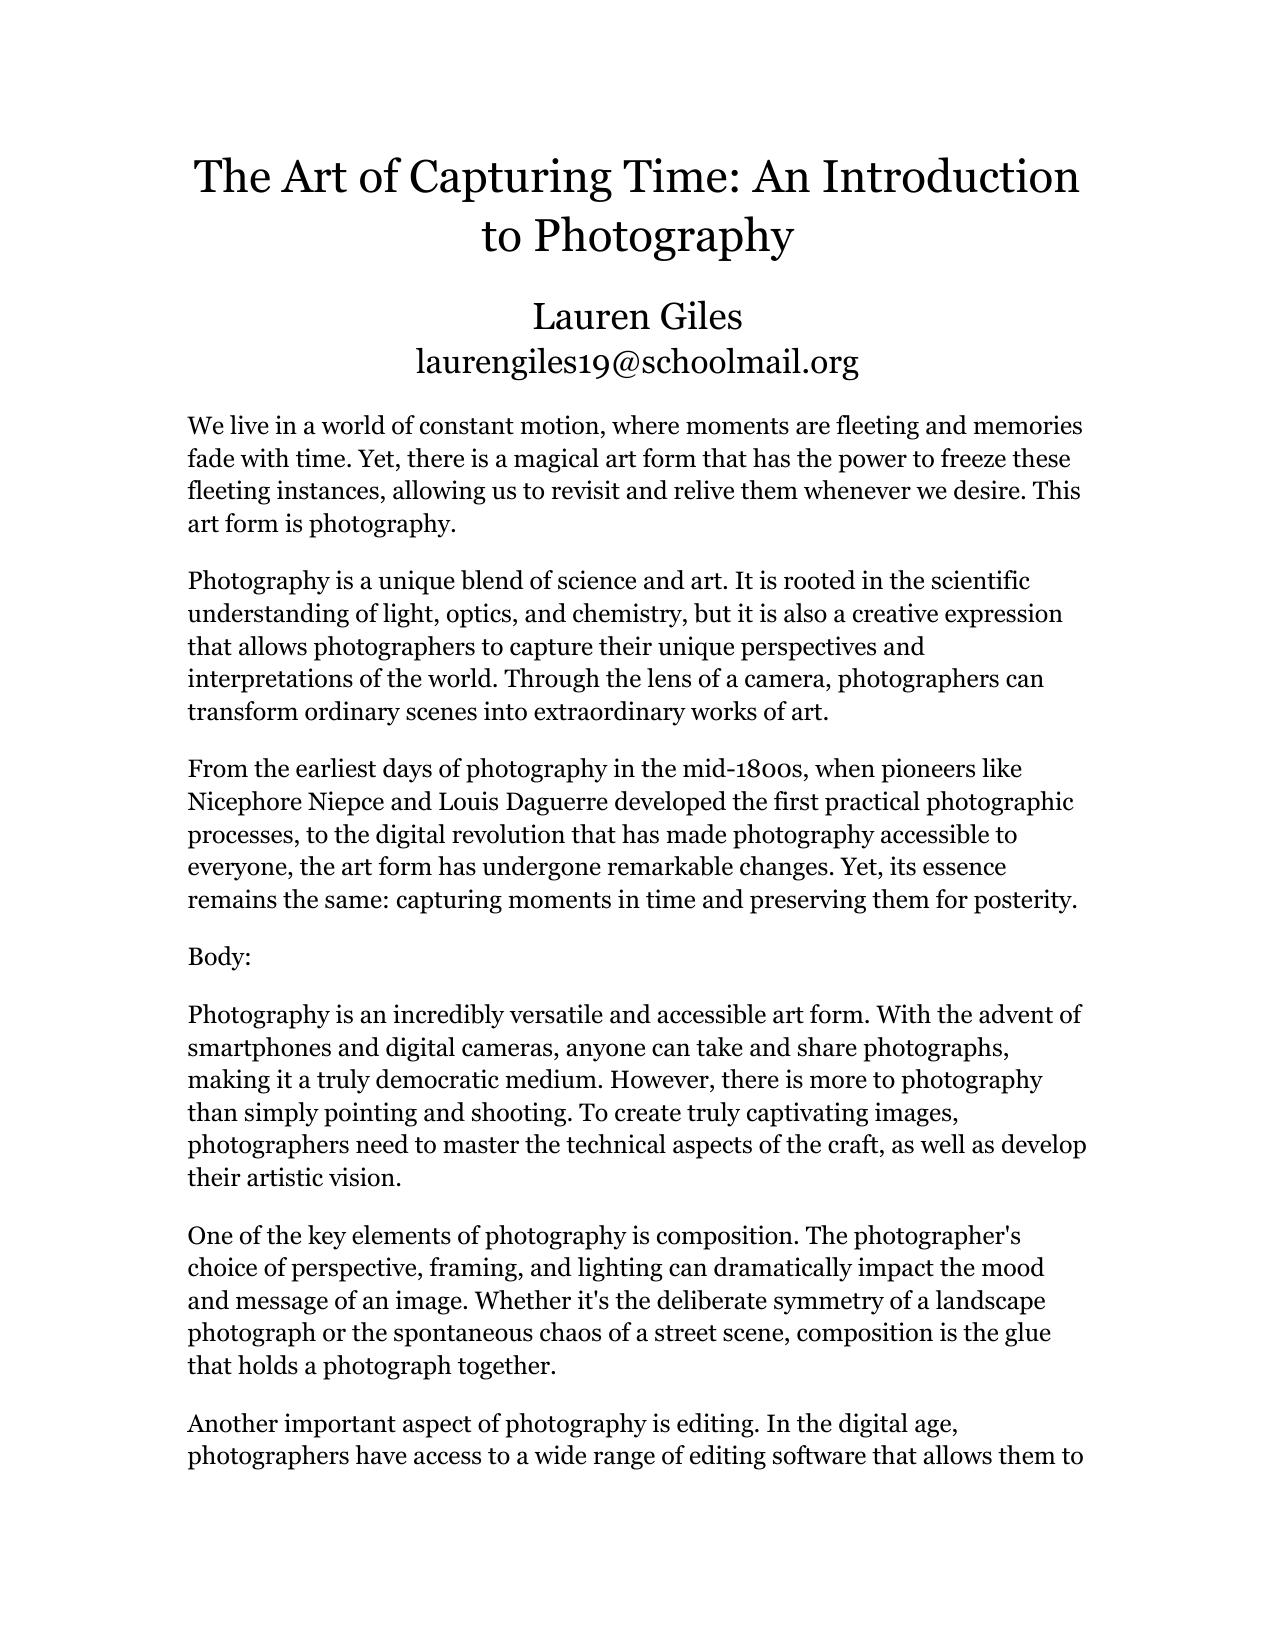 The Art of Capturing Time: An Introduction
to Photography
Lauren Giles
laurengiles19@schoolmail.org
We live in a world of constant motion, where moments are fleeting and memories
fade with time. Yet, there is a magical art form that has the power to freeze these
fleeting instances, allowing us to revisit and relive them whenever we desire. This
art form is photography.
Photography is a unique blend of science and art. It is rooted in the scientific
understanding of light, optics, and chemistry, but it is also a creative expression
that allows photographers to capture their unique perspectives and
interpretations of the world. Through the lens of a camera, photographers can
transform ordinary scenes into extraordinary works of art.
From the earliest days of photography in the mid-1800s, when pioneers like
Nicephore Niepce and Louis Daguerre developed the first practical photographic
processes, to the digital revolution that has made photography accessible to
everyone, the art form has undergone remarkable changes. Yet, its essence
remains the same: capturing moments in time and preserving them for posterity.
Body:
Photography is an incredibly versatile and accessible art form. With the advent of
smartphones and digital cameras, anyone can take and share photographs,
making it a truly democratic medium. However, there is more to photography
than simply pointing and shooting. To create truly captivating images,
photographers need to master the technical aspects of the craft, as well as develop
their artistic vision.
One of the key elements of photography is composition. The photographer's
choice of perspective, framing, and lighting can dramatically impact the mood
and message of an image. Whether it's the deliberate symmetry of a landscape
photograph or the spontaneous chaos of a street scene, composition is the glue
that holds a photograph together.
Another important aspect of photography is editing. In the digital age,
photographers have access to a wide range of editing software that allows them to